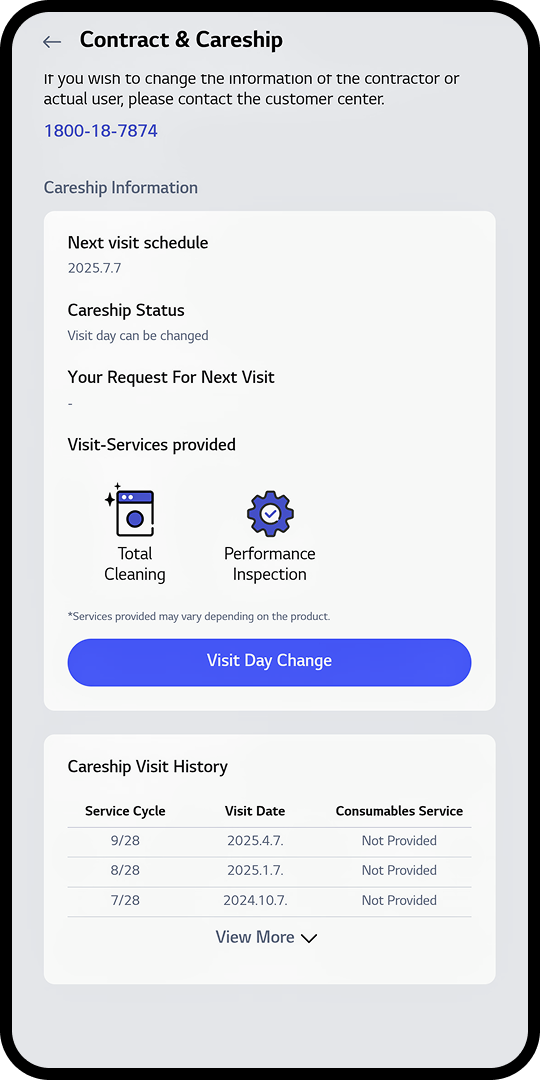 Contract & Careship
If you wish to change the information of the contractor or
actual user, please contact the customer center.
1800-18-7874
Careship Information
Next visit schedule
2025.7.7
Careship Status
Visit day can be changed
Your Request For Next Visit
-
Visit-Services provided
Total
Cleaning
Performance
Inspection
*Services provided may vary depending on the product.
Visit Day Change
Careship Visit History
Service Cycle Visit Date Consumables Service
9/28 2025.4.7. Not Provided
8/28 2025.1.7. Not Provided
7/28 2024.10.7. Not Provided
View More